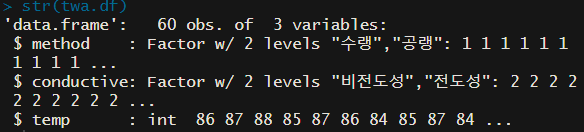 > str(twa.df)
'data.frame':   60 obs. of  3 variables:
 $ method    : Factor w/ 2 levels "수랭","공랭": 1 1 1 1 1 1
 1 1 1 1 ...
 $ conductive: Factor w/ 2 levels "비전도성","전도성": 2 2 2 2
 2 2 2 2 2 2 ...
 $ temp      : int  86 87 88 85 87 86 84 85 87 84 ...